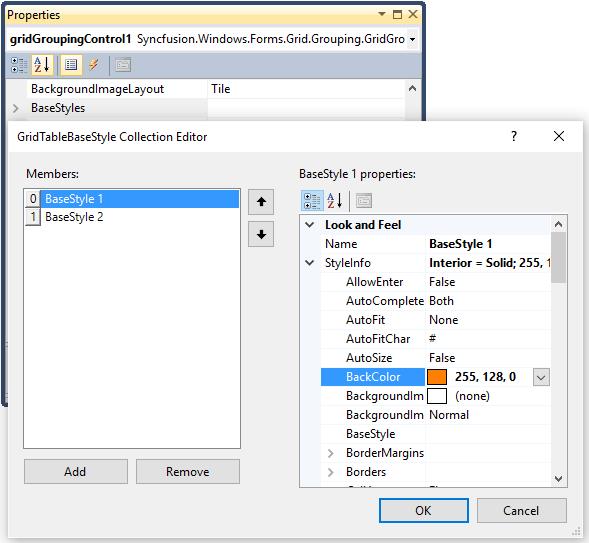 Properties
gridGroupingControl1 Syncfusion.Windows.Forms.Grid.Grouping.GridGro
BackgroundImageLayout Tile
BaseStyles
GridTableBaseStyle Collection Editor
Members:
0 BaseStyle 1
1 BaseStyle 2
Add Remove
BaseStyle 1 properties:
Look and Feel
Name BaseStyle 1
StyleInfo Interior = Solid; 255, 1
AllowEnter False
AutoComplete Both
AutoFit None
AutoFitChar #
AutoSize False
BackColor 255, 128, 0
BackgroundIm (none)
BackgroundIm Normal
BaseStyle
BorderMargins
Borders
OK Cancel